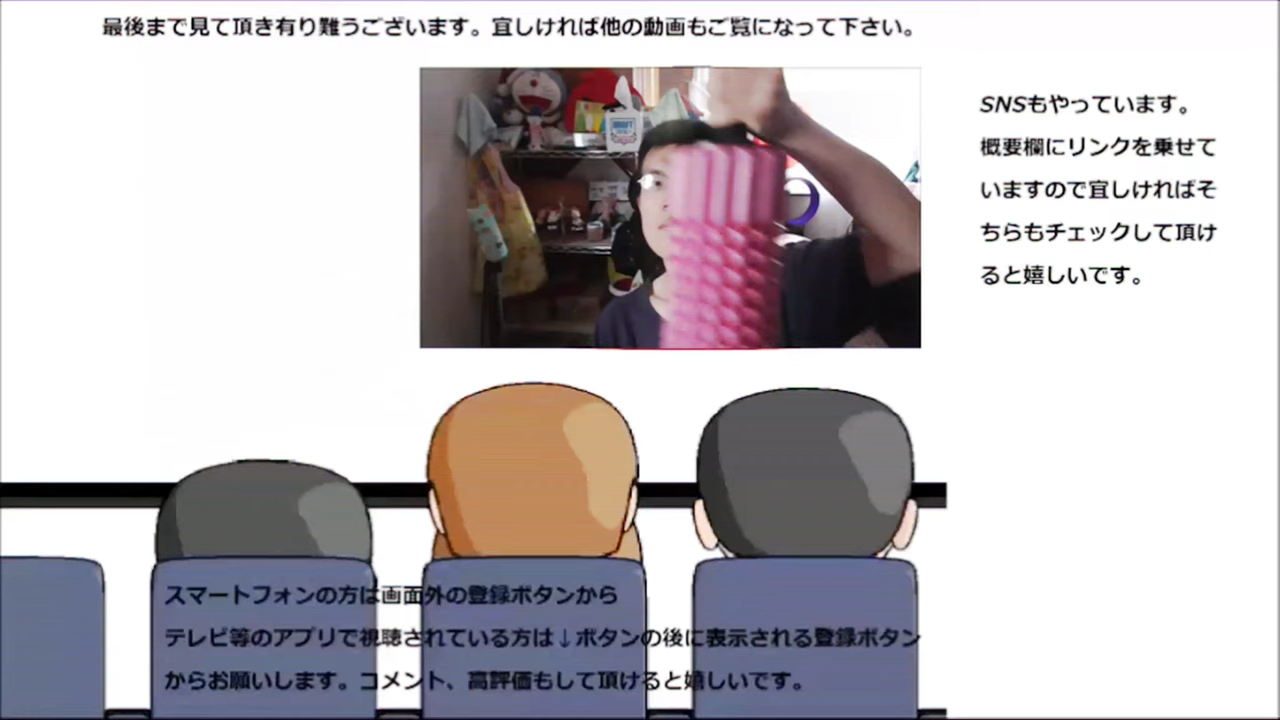 最後まで見て頂き有り難うございます。宜しければ他の動画もご覧になって下さい。
SNSもやっています。
概要欄にリンクを乗せて
いますので宜しければそ
ちらもチェックして頂け
ると嬉しいです。
スマートフォンの方は画面外の登録ボタンから
テレビ等のアプリで視聴されている方は↓ボタンの後に表示される登録ボタン
からお願いします。コメント、高評価もして頂けると嬉しいです。